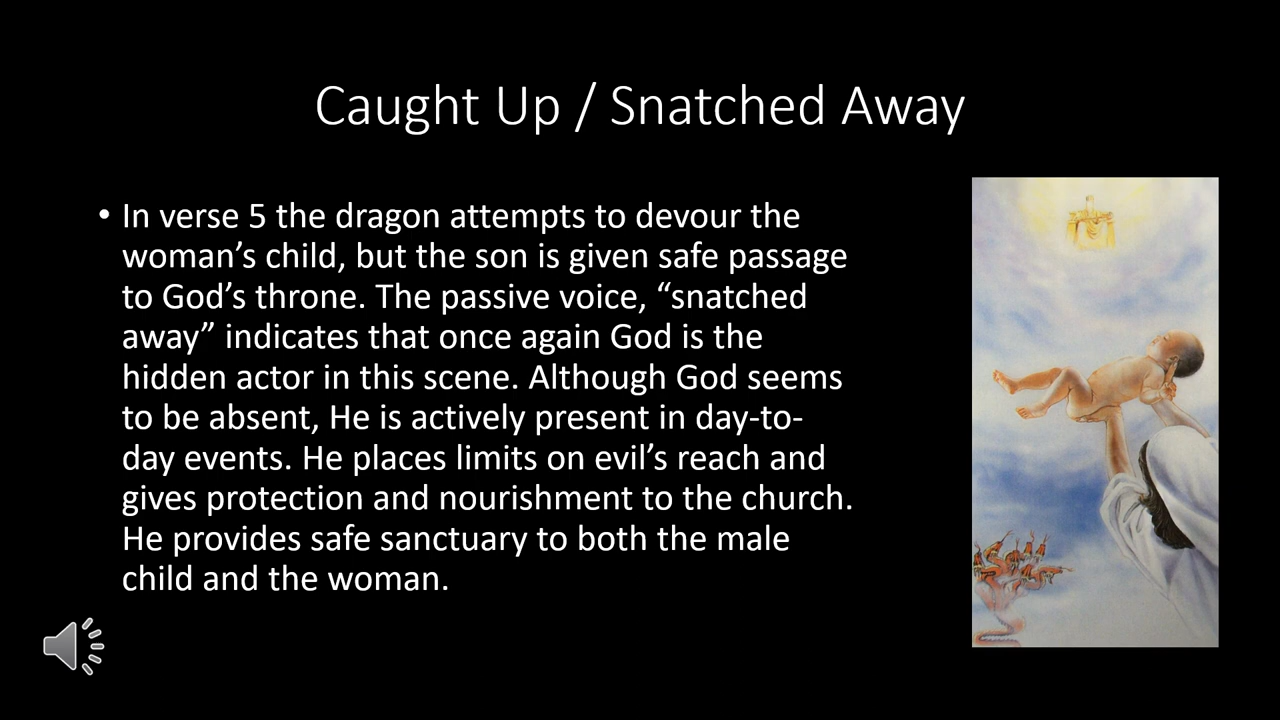 Caught Up / Snatched Away
• In verse 5 the dragon attempts to devour the
woman’s child, but the son is given safe passage
to God’s throne. The passive voice, “snatched
away” indicates that once again God is the
hidden actor in this scene. Although God seems
to be absent, He is actively present in day-to-
day events. He places limits on evil’s reach and
gives protection and nourishment to the church.
He provides safe sanctuary to both the male
child and the woman.